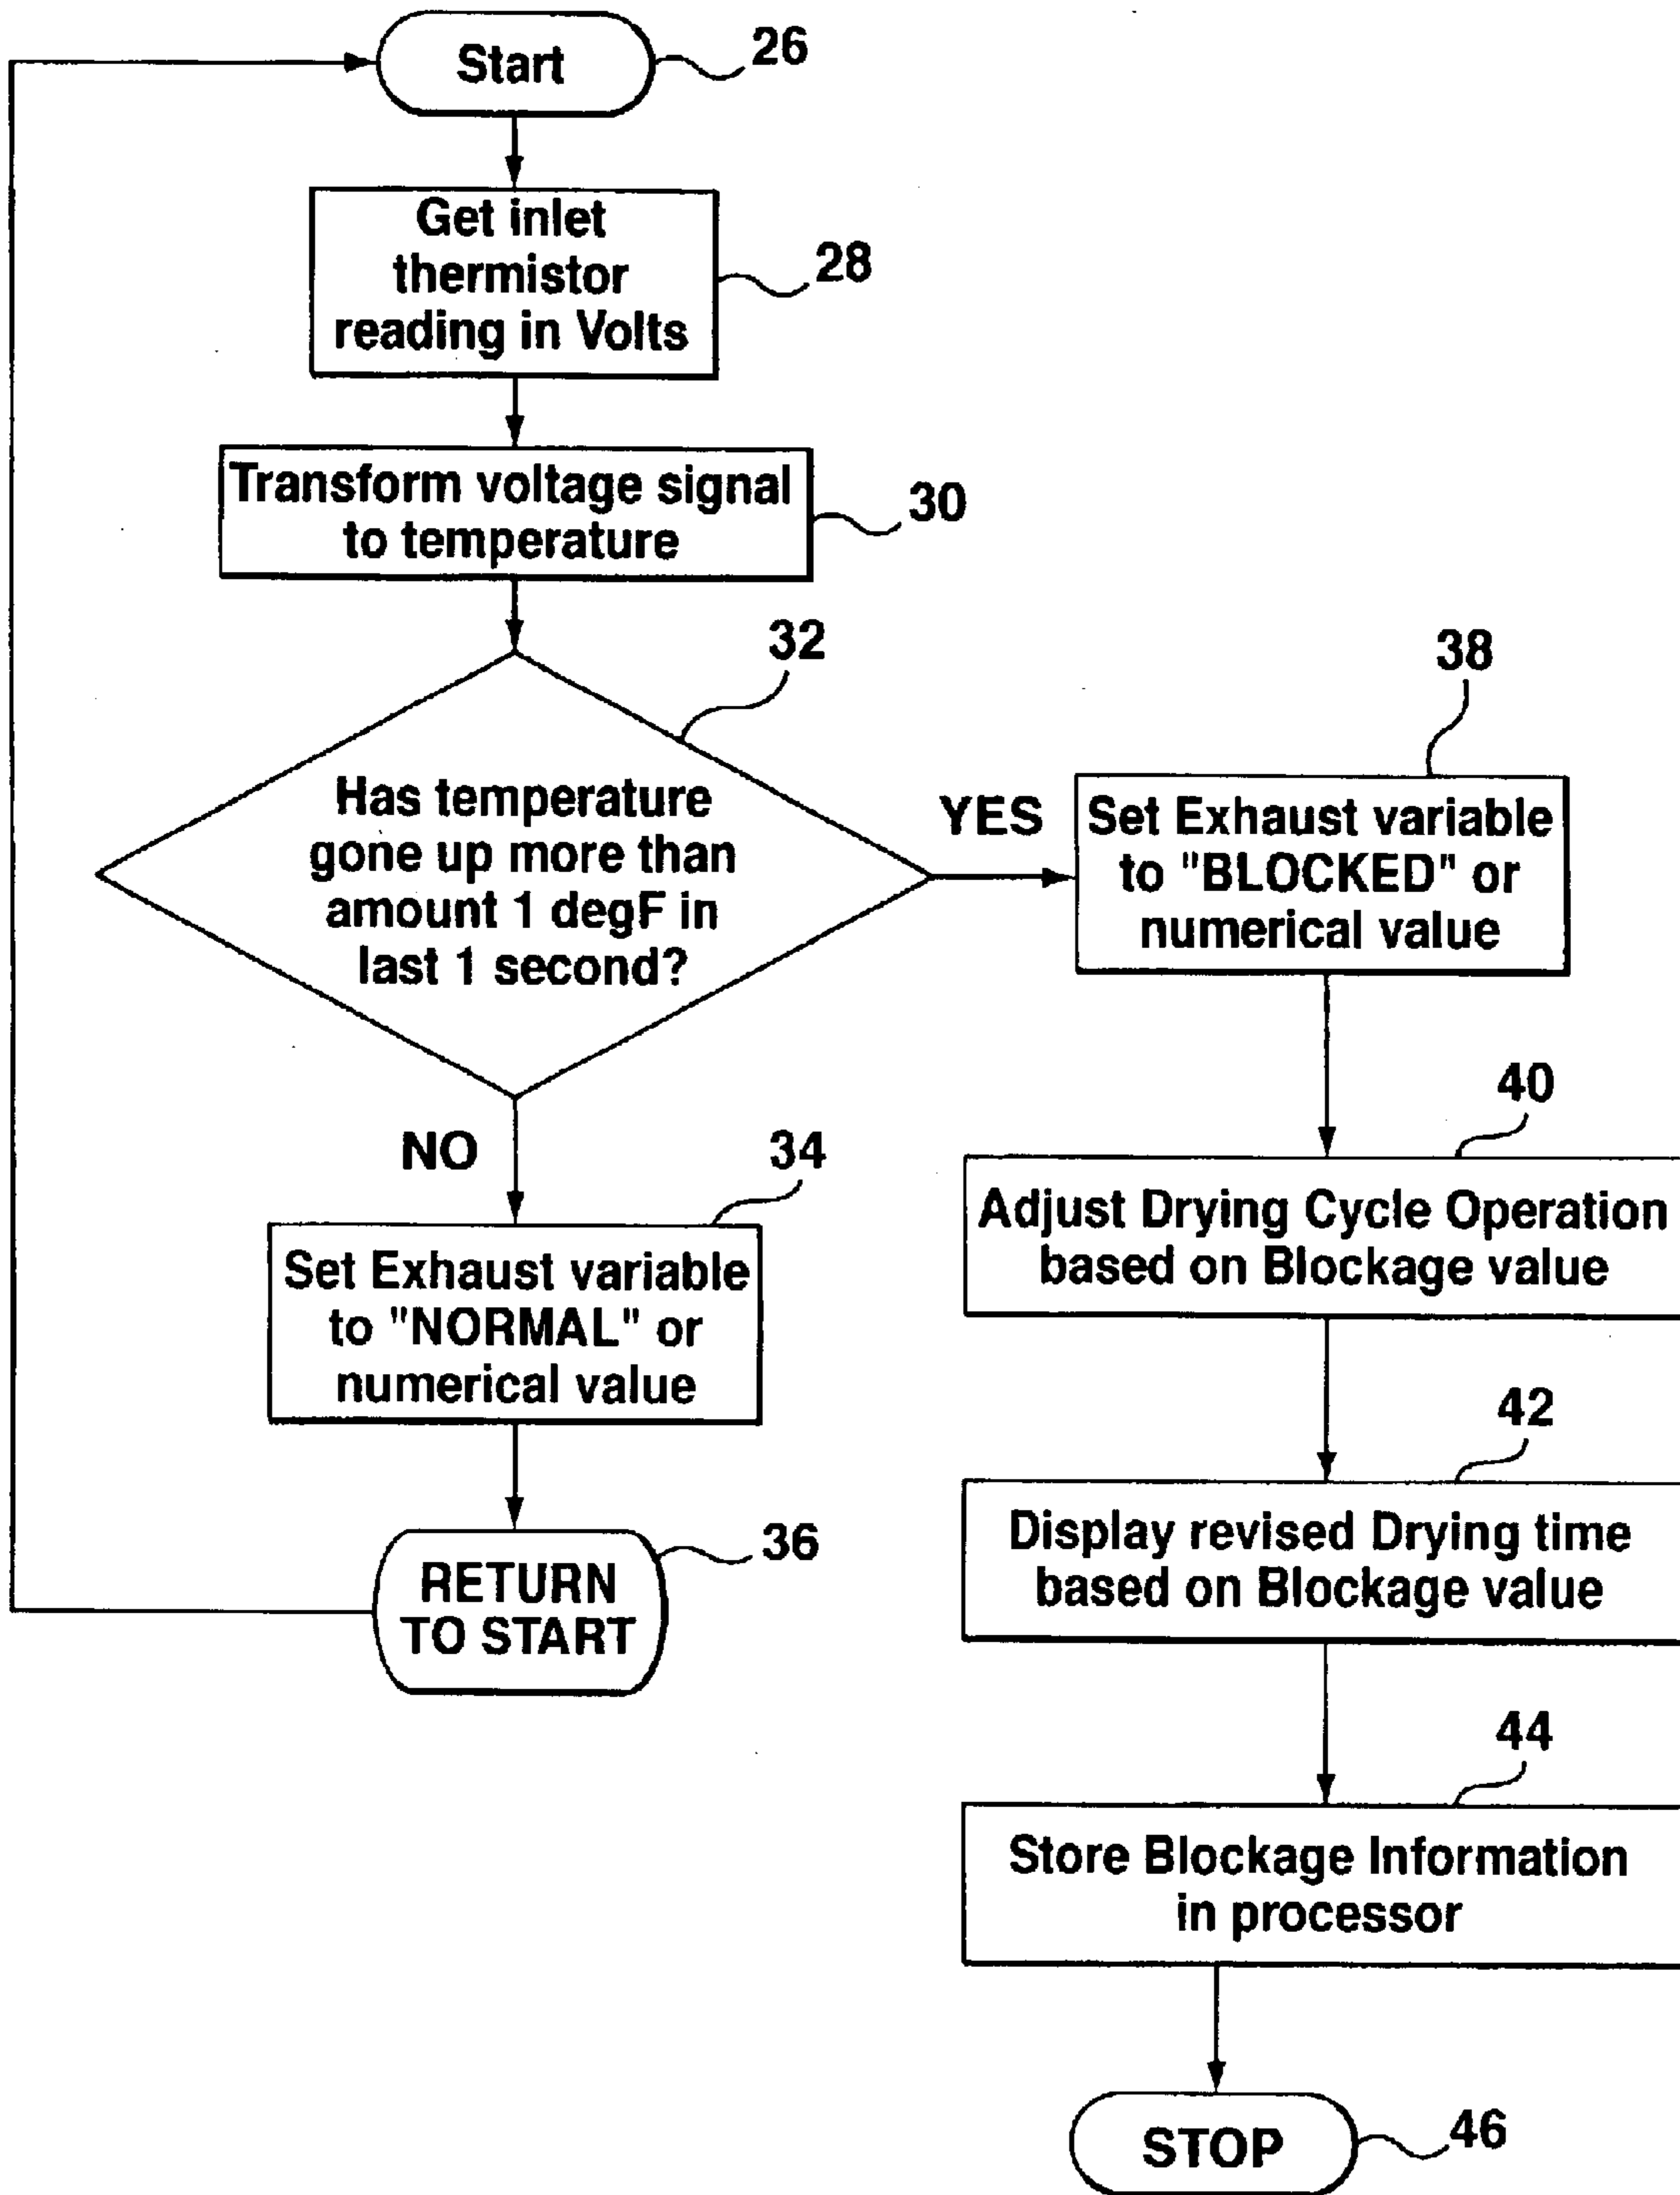 Start
26
Get inlet
thermistor
reading in Volts
28
Transform voltage signal
to temperature
30
32
Has temperature
gone up more than
amount 1 degF in
last 1 second?
YES
NO
34
Set Exhaust variable
to "NORMAL" or
numerical value
RETURN
TO START
36
38
Set Exhaust variable
to "BLOCKED" or
numerical value
40
Adjust Drying Cycle Operation
based on Blockage value
42
Display revised Drying time
based on Blockage value
44
Store Blockage Information
in processor
STOP
46